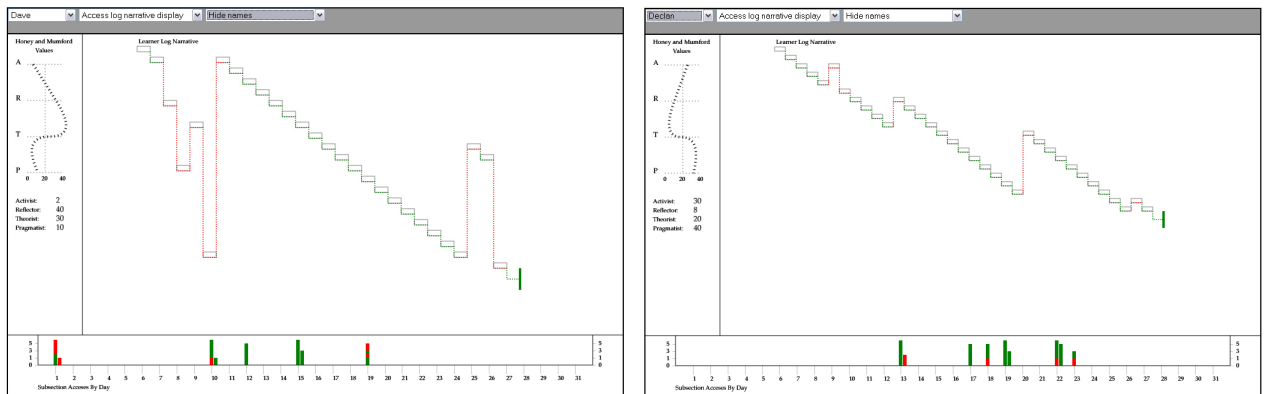 Dave Access log narrative display Hide names
Honey and Mumford
Values
Learner Log Narrative
A
R
T
P
0 20 40
Activist: 2
Reflector: 40
Theorist: 30
Pragmatist: 10
5 5
3 3
1 1
1 2 3 4 5 6 7 8 9 10 11 12 13 14 15 16 17 18 19 20 21 22 23 24 25 26 27 28 31
Subsection Accesses By Day
Declan Access log narrative display Hide names
Honey and Mumford
Values
Learner Log Narrative
A
R
T
P
0 20 40
Activist: 30
Reflector: 8
Theorist: 20
Pragmatist: 40
5 5
3 3
1 1
1 2 3 4 5 6 7 8 9 10 11 12 13 14 15 16 17 18 19 20 21 22 23 24 25 26 27 28 31
Subsection Accesses By Day